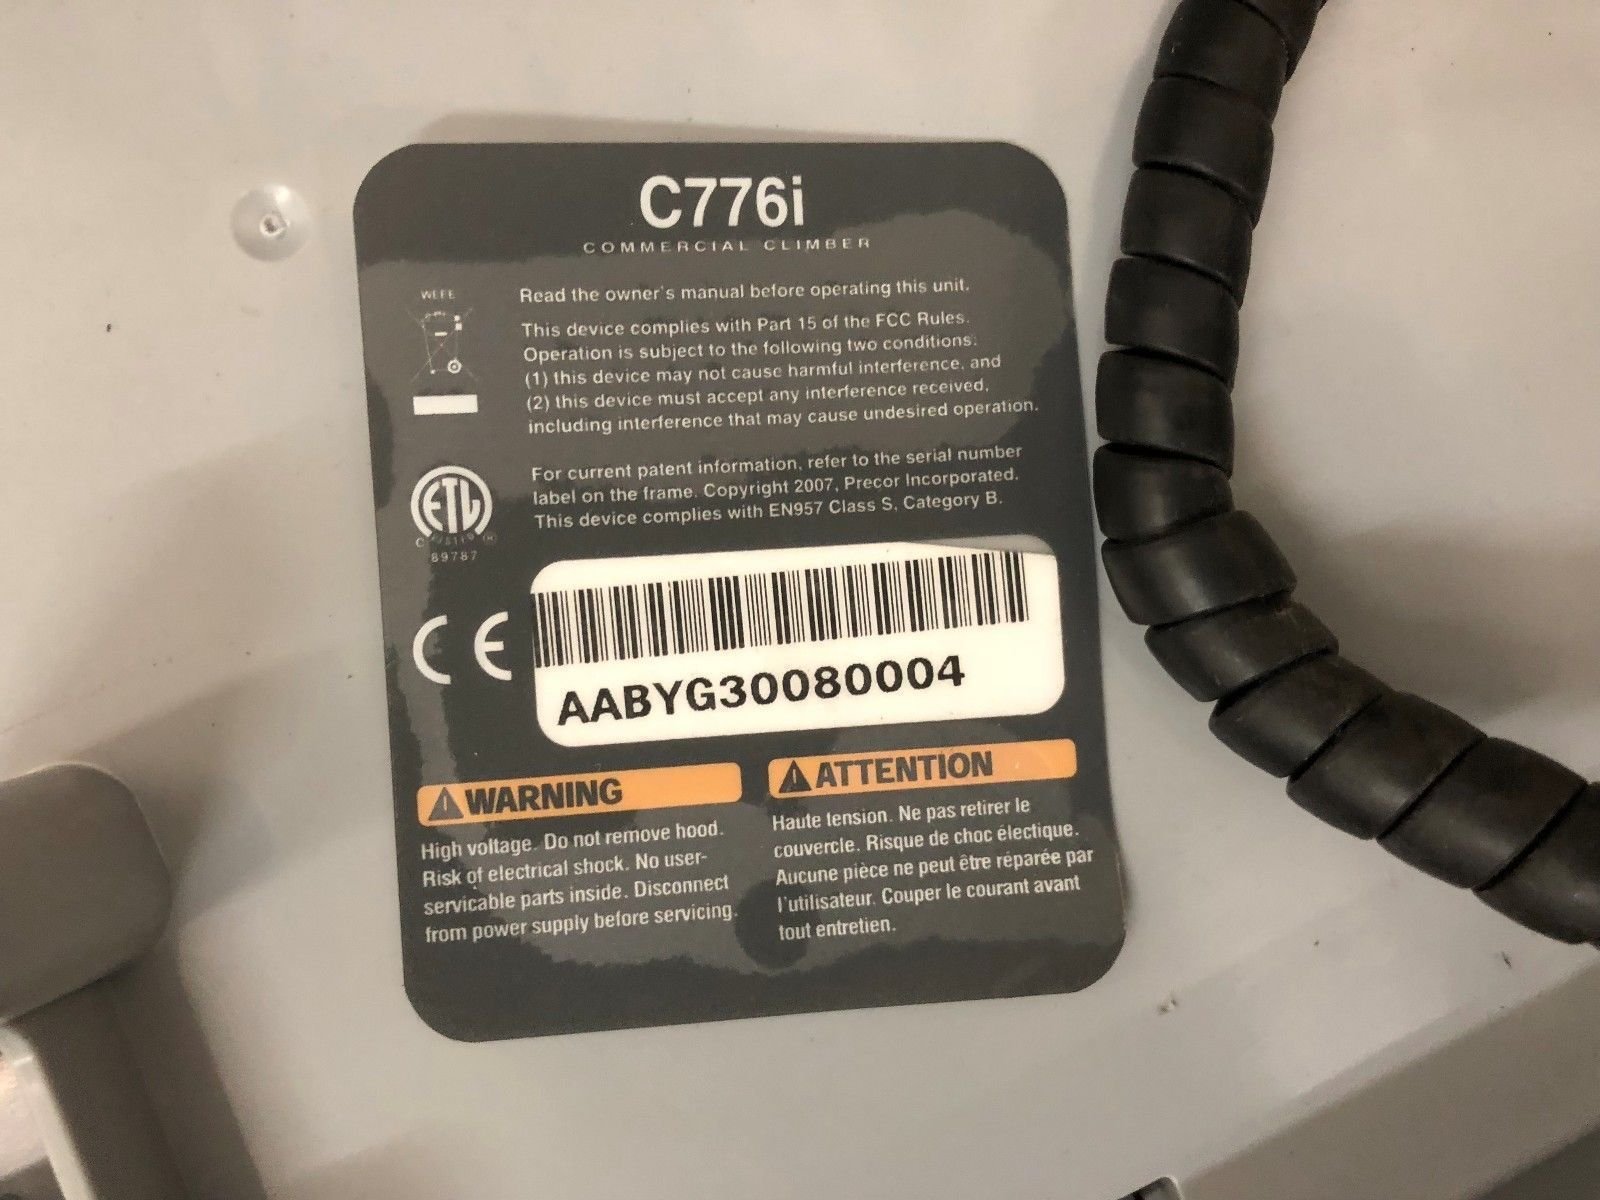 C776i
COMMERCIAL CLIMBER
WEEE
Read the owner's manual before operating this unit.
This device complies with Part 15 of the FCC Rules.
Operation is subject to the following two conditions:
(1) this device may not cause harmful interference, and
(2) this device must accept any interference received,
including interference that may cause undesired operation.
For current patent information, refer to the serial number
label on the frame. Copyright 2007, Precor Incorporated.
This device complies with EN957 Class S, Category B.
ETL
C LISTED
89787
CE
AABYG30080004
WARNING
High voltage. Do not remove hood.
Risk of electrical shock. No user-
servicable parts inside. Disconnect
from power supply before servicing.
ATTENTION
Haute tension. Ne pas retirer le
couvercle. Risque de choc électique.
Aucune pièce ne peut être réparée par
l'utilisateur. Couper le courant avant
tout entretien.